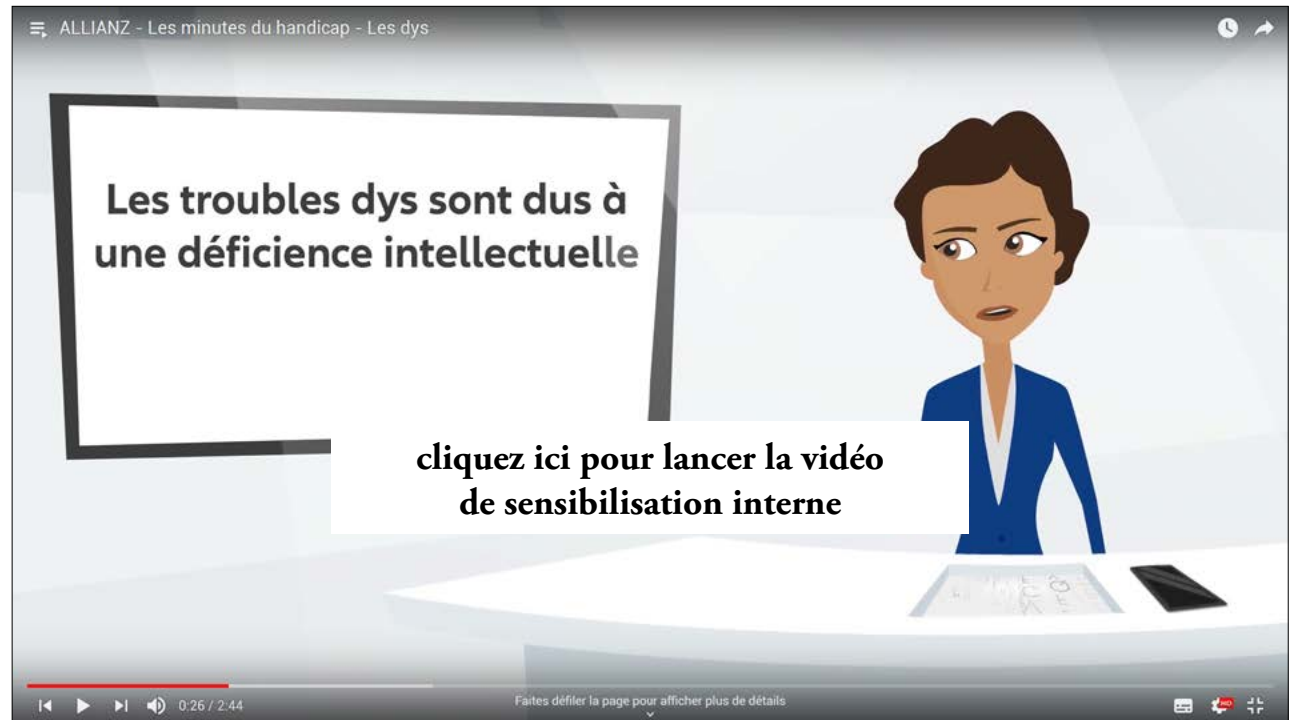 ALLIANZ - Les minutes du handicap - Les dys
Les troubles dys sont dus à
une déficience intellectuelle
cliquez ici pour lancer la vidéo
de sensibilisation interne
0:26 / 2:44
Faites défiler la page pour afficher plus de détails
HD